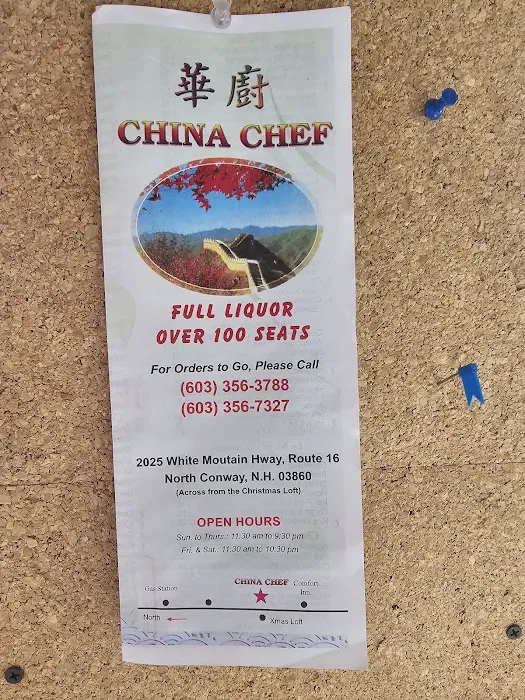 華廚
CHINA CHEF
FULL LIQUOR
OVER 100 SEATS
For Orders to Go, Please Call
(603) 356-3788
(603) 356-7327
2025 White Moutain Hway, Route 16
North Conway, N.H. 03860
(Across from the Christmas Loft)
OPEN HOURS
Sun. to Thurs.: 11:30 am to 9:30 pm
Fri. & Sat.: 11:30 am to 10:30 pm
Gas Station
CHINA CHEF
Comfort
Inn.
North
Xmas Loft